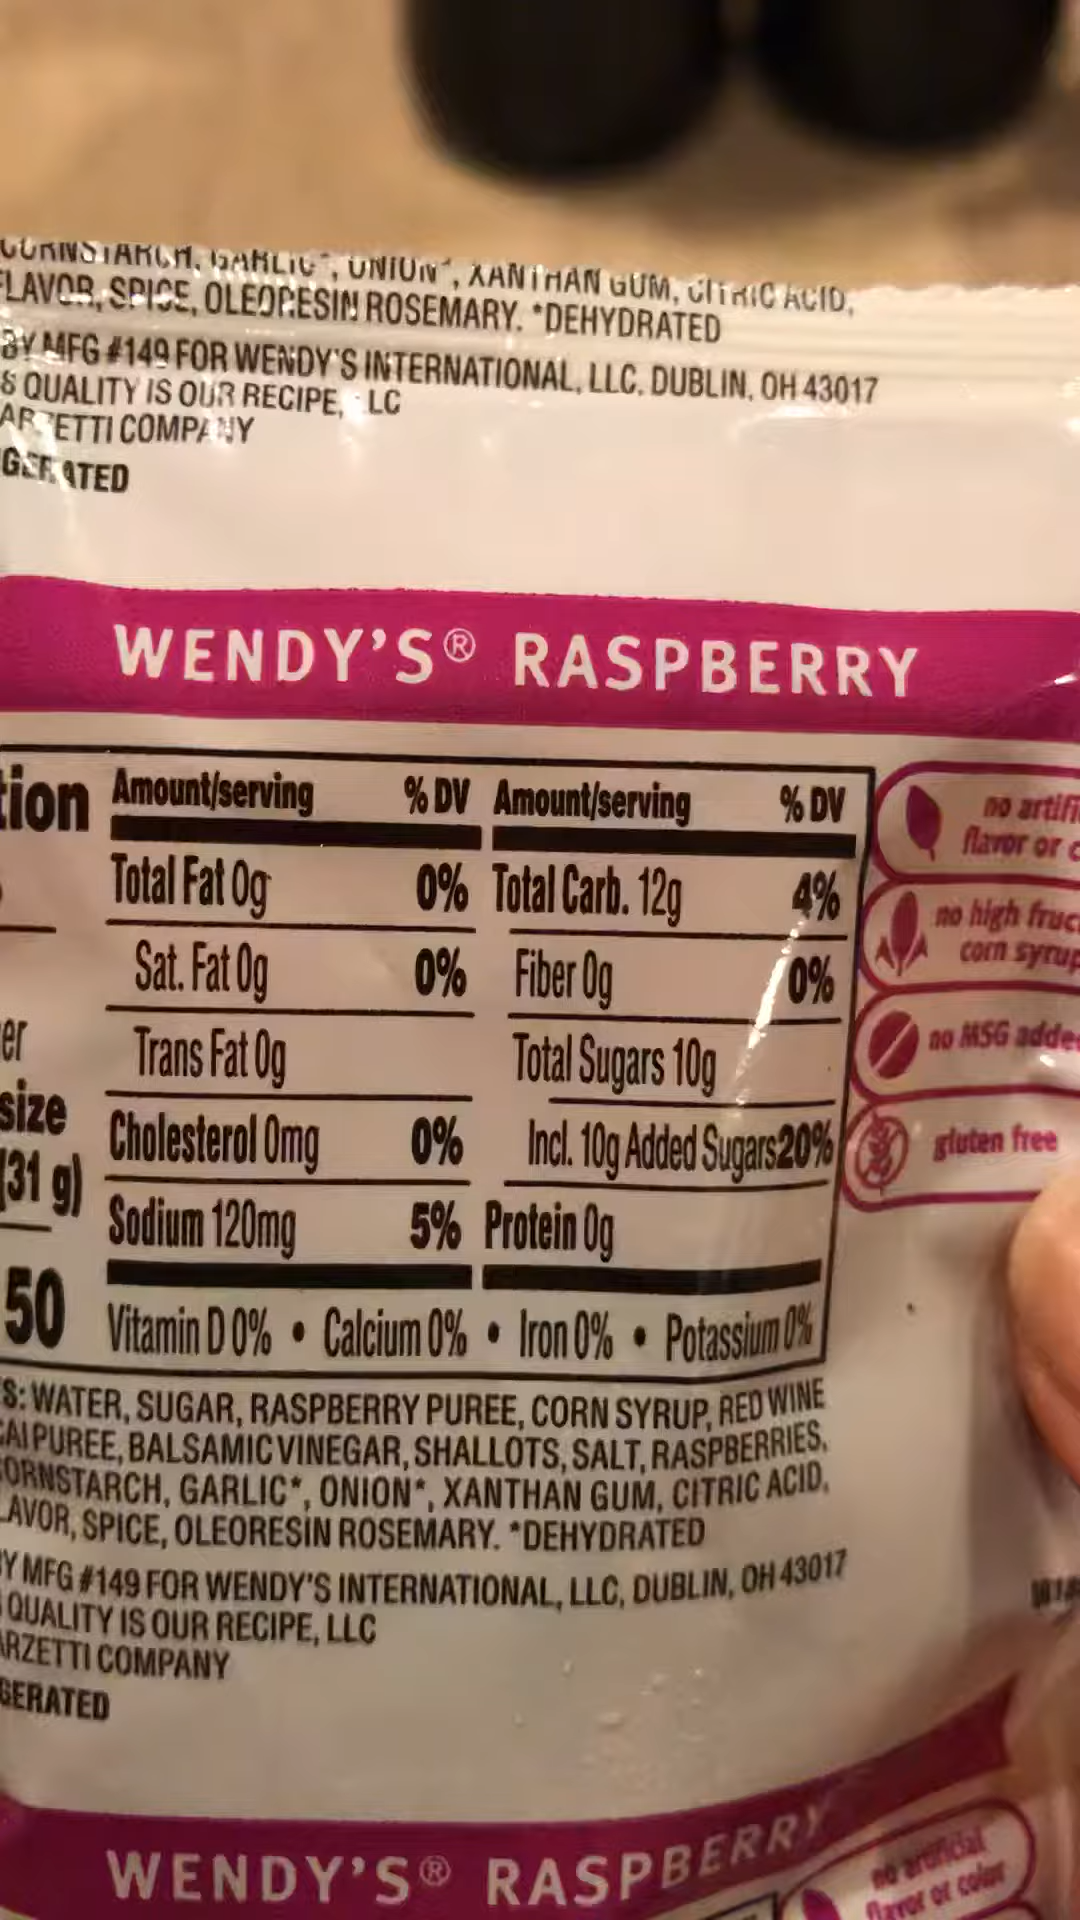 CORNSTARCH, GARLIC*, ONION*, XANTHAN GUM, CITRIC ACID,
FLAVOR, SPICE, OLEORESIN ROSEMARY. *DEHYDRATED
BY MFG #149 FOR WENDY'S INTERNATIONAL, LLC, DUBLIN, OH 43017
& QUALITY IS OUR RECIPE, LLC
ARZETTI COMPANY
GERATED
WENDY'S® RASPBERRY
tion
Amount/serving % DV Amount/serving % DV
Total Fat 0g 0% Total Carb. 12g 4%
Sat. Fat 0g 0% Fiber 0g 0%
Trans Fat 0g Total Sugars 10g
Cholesterol 0mg 0% Incl. 10g Added Sugars 20%
Sodium 120mg 5% Protein 0g
er
size
(31 g)
50
Vitamin D 0% • Calcium 0% • Iron 0% • Potassium 0%
no artifi
flavor or c
no high fruc
corn syrup
no MSG added
gluten free
S: WATER, SUGAR, RASPBERRY PUREE, CORN SYRUP, RED WINE
AI PUREE, BALSAMIC VINEGAR, SHALLOTS, SALT, RASPBERRIES,
ORNSTARCH, GARLIC*, ONION*, XANTHAN GUM, CITRIC ACID,
LAVOR, SPICE, OLEORESIN ROSEMARY. *DEHYDRATED
Y MFG #149 FOR WENDY'S INTERNATIONAL, LLC, DUBLIN, OH 43017
QUALITY IS OUR RECIPE, LLC
ARZETTI COMPANY
GERATED
WENDY'S® RASPBERRY
no artificial
flavor or color